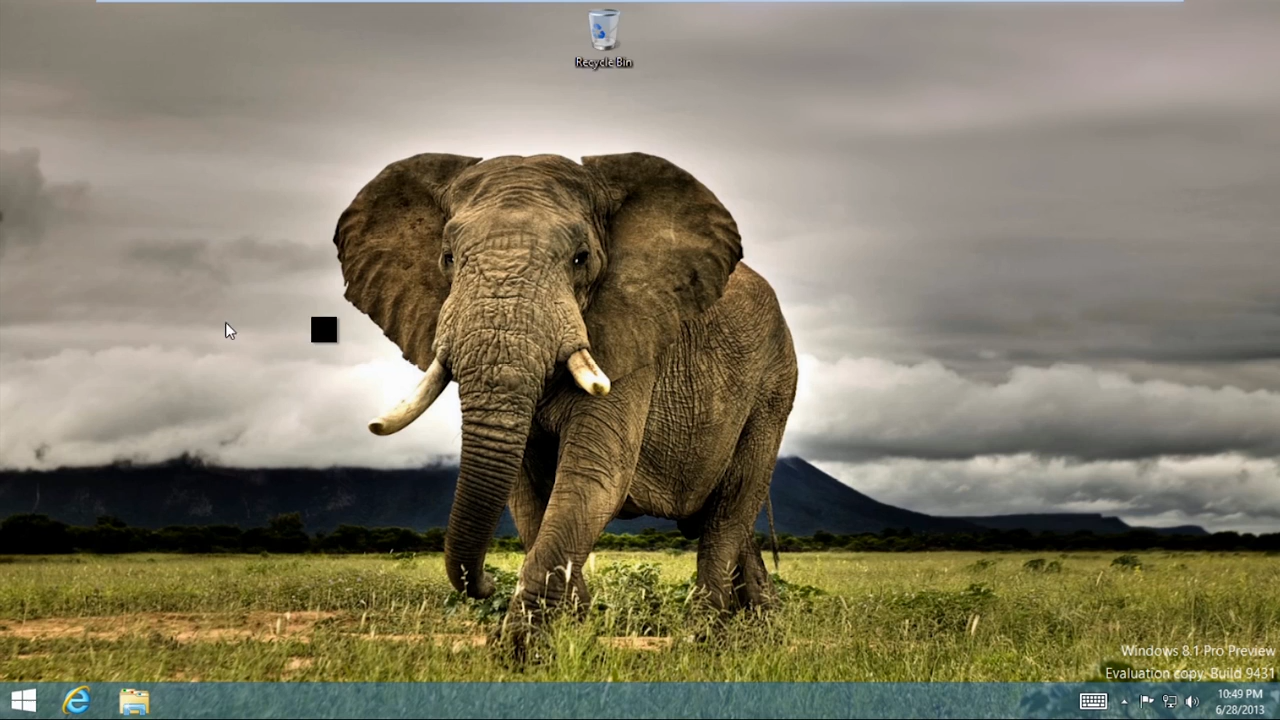 Recycle Bin
Windows 8.1 Pro Preview
Evaluation copy. Build 9431
10:49 PM
6/28/2013